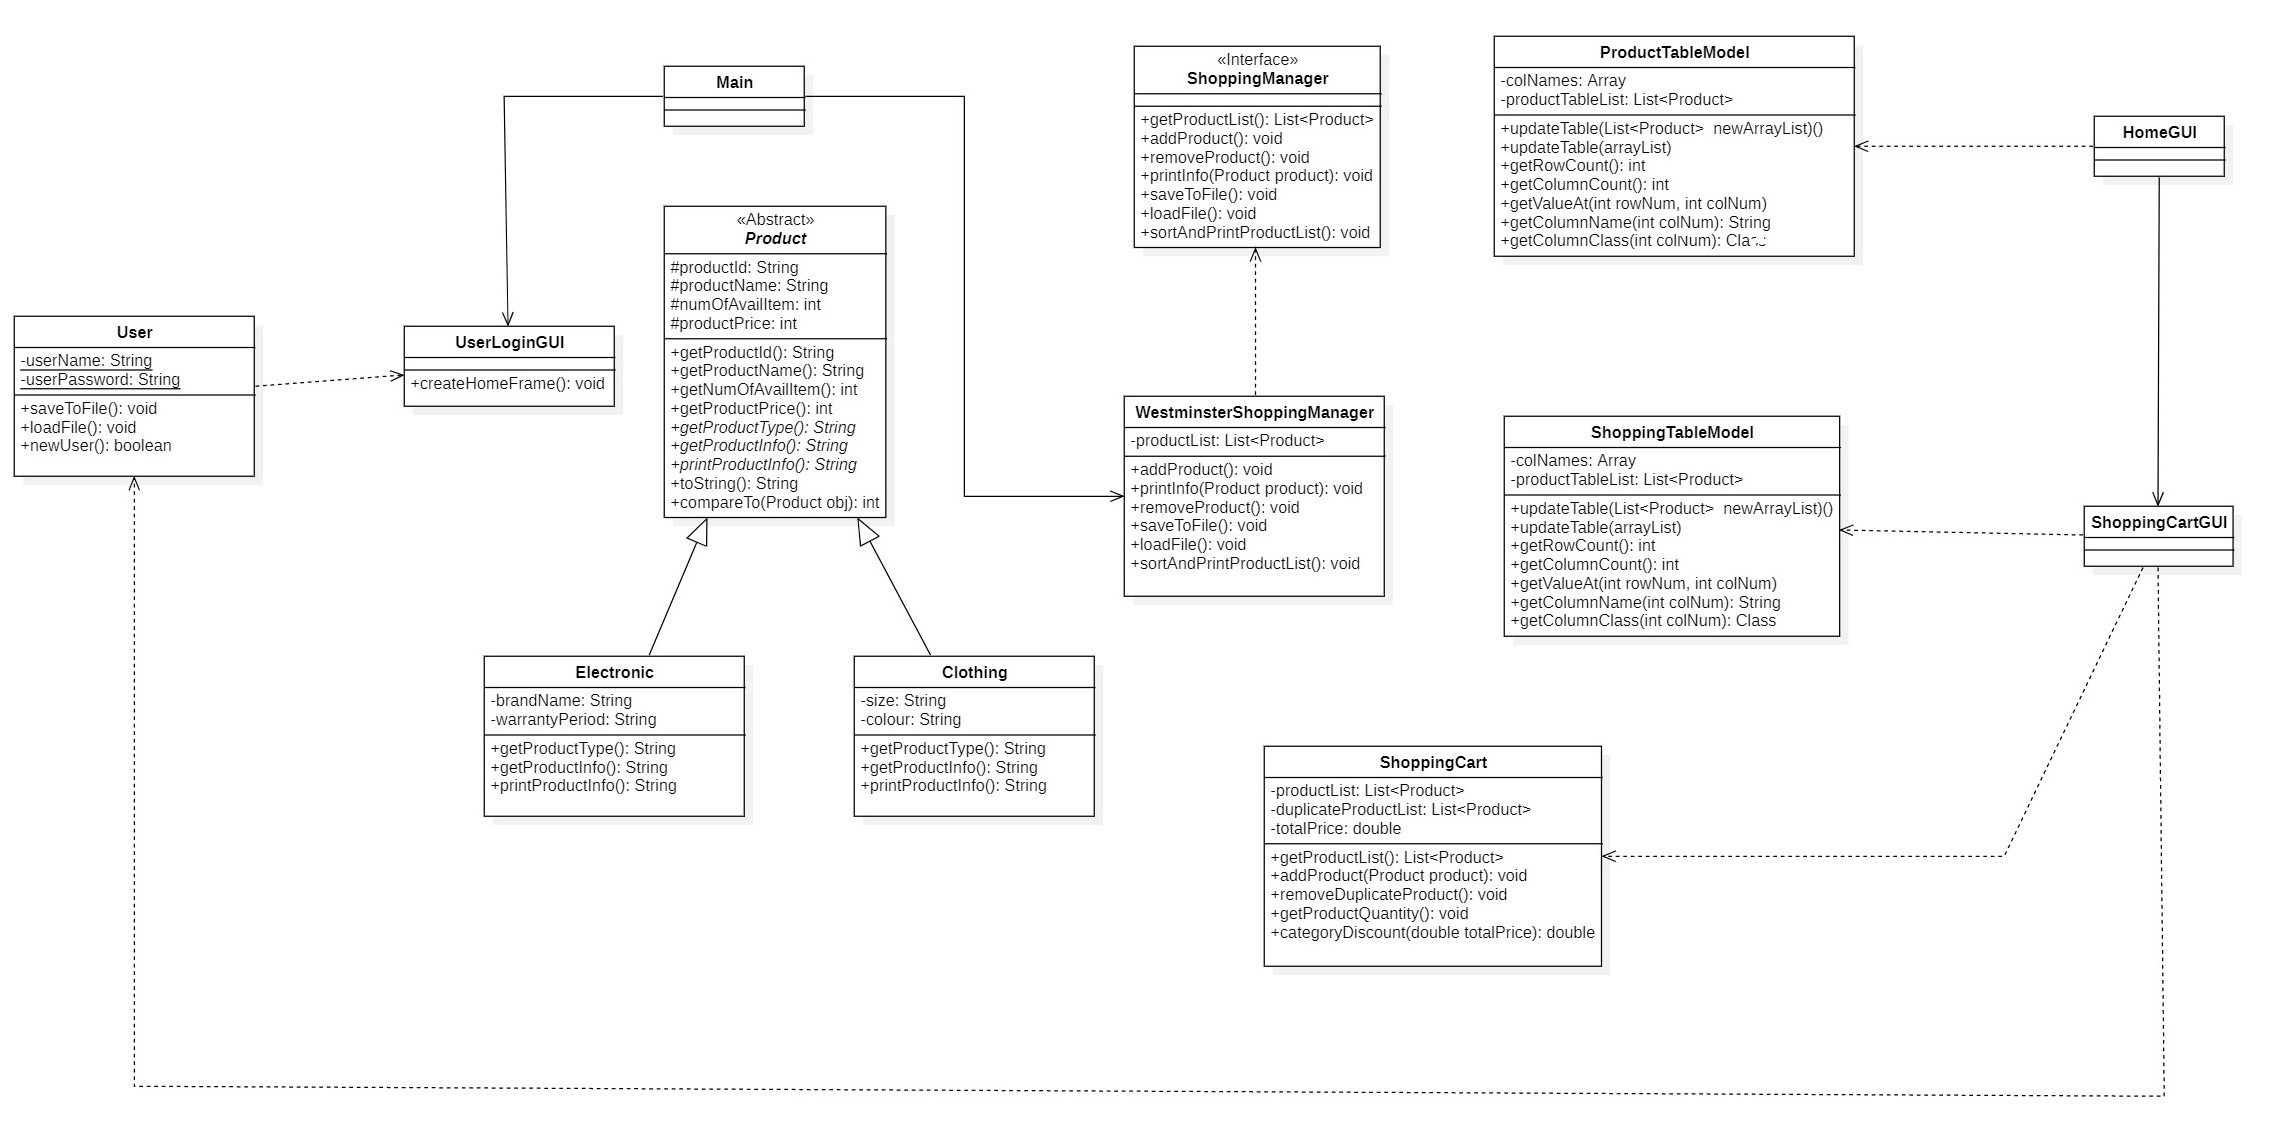 Main
«Interface»
ShoppingManager
+getProductList(): List<Product>
+addProduct(): void
+removeProduct(): void
+printInfo(Product product): void
+saveToFile(): void
+loadFile(): void
+sortAndPrintProductList(): void
ProductTableModel
-colNames: Array
-productTableList: List<Product>
+updateTable(List<Product>  newArrayList)()
+updateTable(arrayList)
+getRowCount(): int
+getColumnCount(): int
+getValueAt(int rowNum, int colNum)
+getColumnName(int colNum): String
+getColumnClass(int colNum):
HomeGUI
«Abstract»
Product
#productId: String
#productName: String
#numOfAvailItem: int
#productPrice: int
+getProductId(): String
+getProductName(): String
+getNumOfAvailItem(): int
+getProductPrice(): int
+getProductType(): String
+getProductInfo(): String
+printProductInfo(): String
+toString(): String
+compareTo(Product obj): int
User
-userName: String
-userPassword: String
+saveToFile(): void
+loadFile(): void
+newUser(): boolean
UserLoginGUI
+createHomeFrame(): void
WestminsterShoppingManager
-productList: List<Product>
+addProduct(): void
+printInfo(Product product): void
+removeProduct(): void
+saveToFile(): void
+loadFile(): void
+sortAndPrintProductList(): void
ShoppingTableModel
-colNames: Array
-productTableList: List<Product>
+updateTable(List<Product>  newArrayList)()
+updateTable(arrayList)
+getRowCount(): int
+getColumnCount(): int
+getValueAt(int rowNum, int colNum)
+getColumnName(int colNum): String
+getColumnClass(int colNum): Class
ShoppingCartGUI
Electronic
-brandName: String
-warrantyPeriod: String
+getProductType(): String
+getProductInfo(): String
+printProductInfo(): String
Clothing
-size: String
-colour: String
+getProductType(): String
+getProductInfo(): String
+printProductInfo(): String
ShoppingCart
-productList: List<Product>
-duplicateProductList: List<Product>
-totalPrice: double
+getProductList(): List<Product>
+addProduct(Product product): void
+removeDuplicateProduct(): void
+getProductQuantity(): void
+categoryDiscount(double totalPrice): double